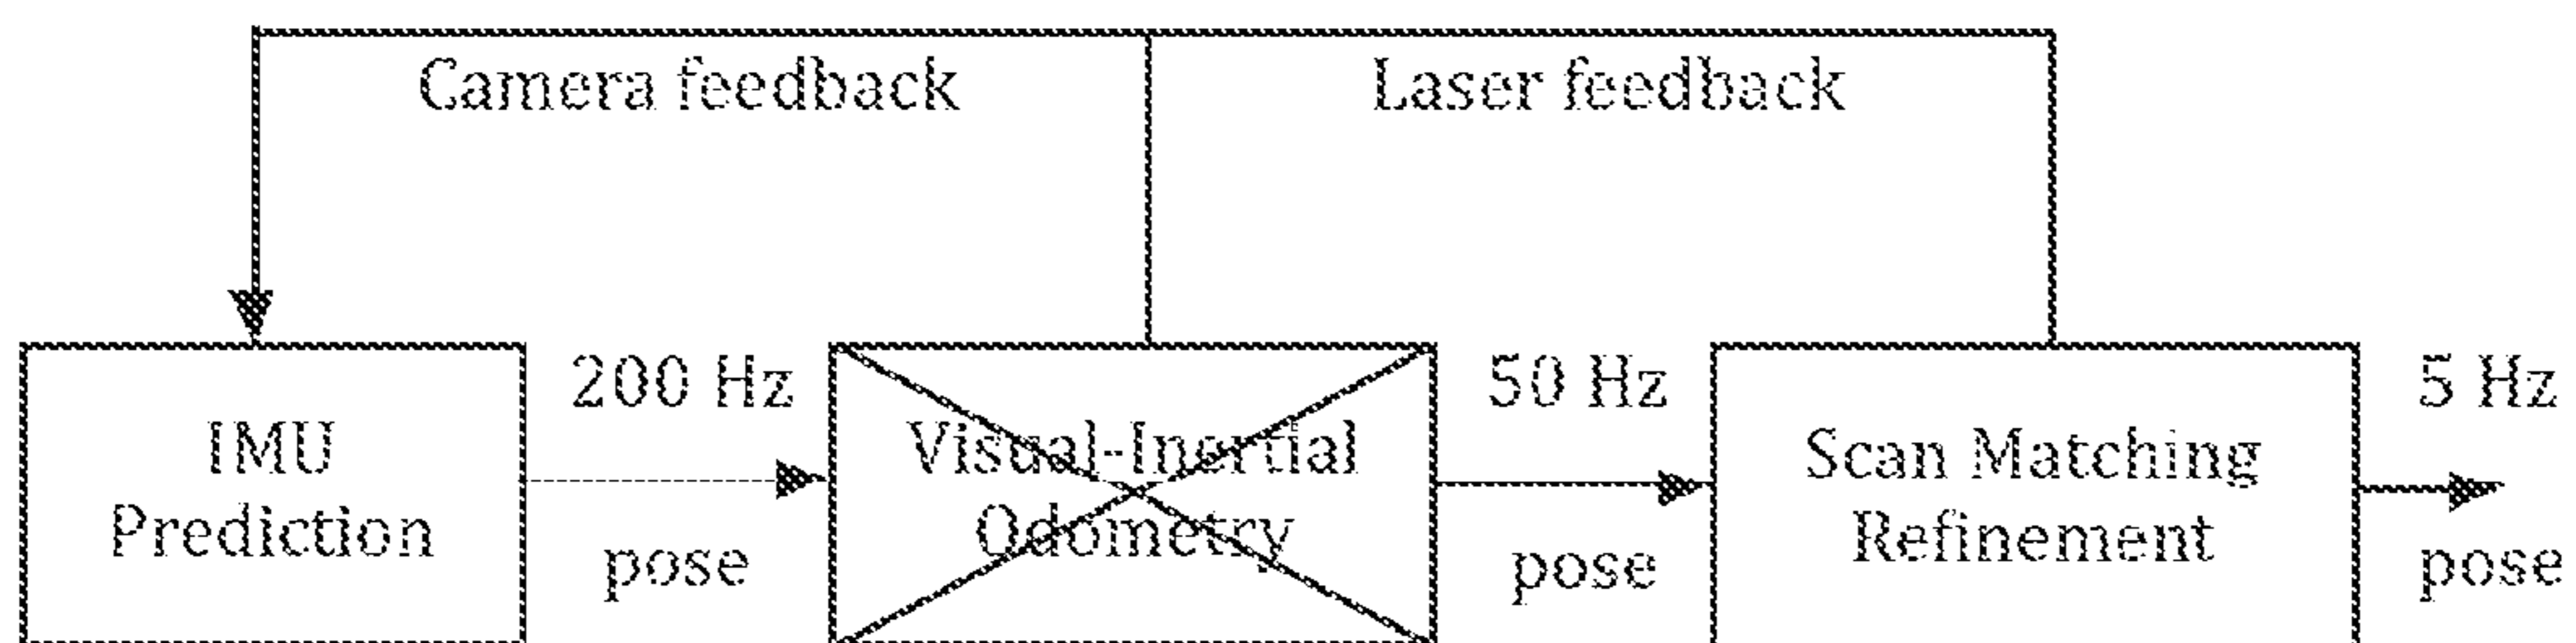 Camera feedback
Laser feedback
IMU
Prediction
200 Hz
pose
Visual-Inertial
Odometry
50 Hz
pose
Scan Matching
Refinement
5 Hz
pose